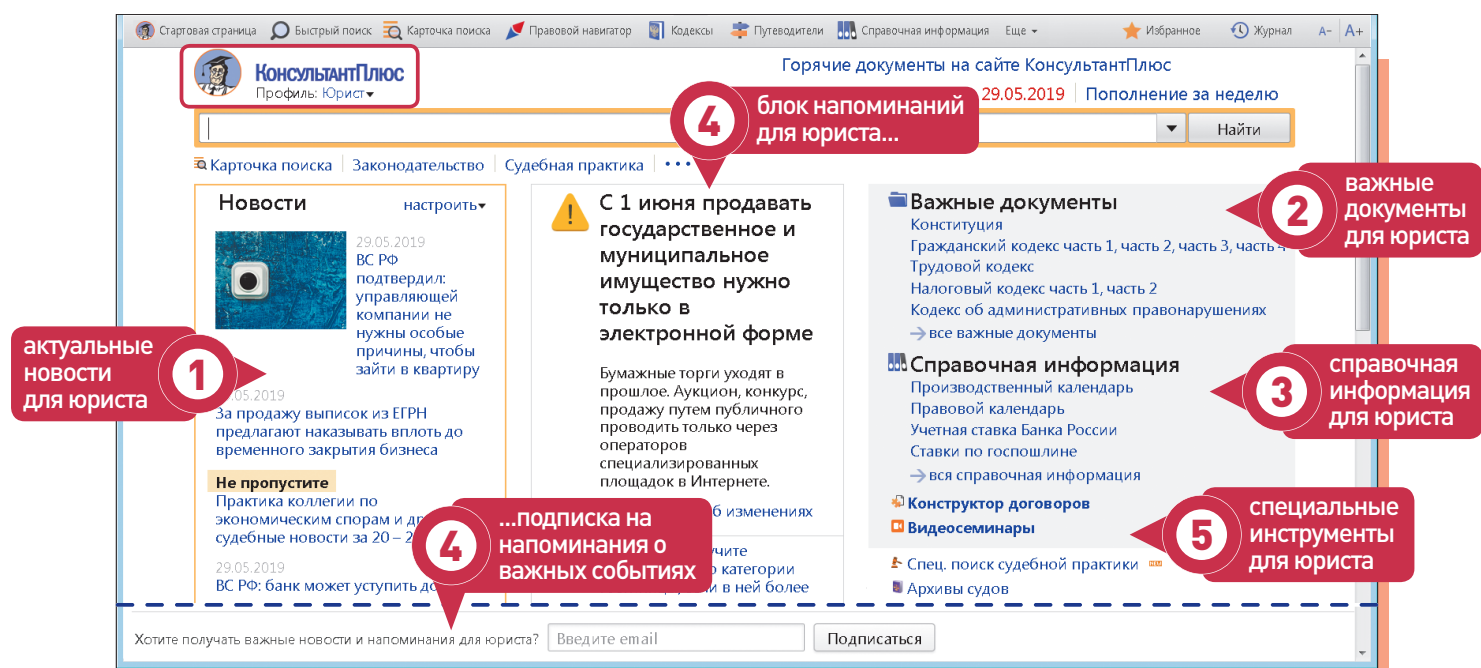 Стартовая страница Быстрый поиск Карточка поиска Правовой навигатор Кодексы Путеводители Справочная информация Еще Избранное Журнал A− A+
КонсультантПлюс
Профиль: Юрист
Горячие документы на сайте КонсультантПлюс
29.05.2019 Пополнение за неделю
4
блок напоминаний
для юриста...
Найти
Карточка поиска Законодательство Судебная практика •••
Новости настроить
29.05.2019
ВС РФ
подтвердил:
управляющей
компании не
нужны особые
причины, чтобы
зайти в квартиру
.05.2019
За продажу выписок из ЕГРН
предлагают наказывать вплоть до
временного закрытия бизнеса
Не пропустите
Практика коллегии по
экономическим спорам и
судебные новости за 20 –
29.05.2019
ВС РФ: банк может уступить
1
актуальные
новости
для юриста
С 1 июня продавать
государственное и
муниципальное
имущество нужно
только в
электронной форме
Бумажные торги уходят в
прошлое. Аукцион, конкурс,
продажу путем публичного
проводить только через
операторов
специализированных
площадок в Интернете.
б изменениях
учите
категории
и в ней более
4
...подписка на
напоминания о
важных событиях
Важные документы
Конституция
Гражданский кодекс часть 1, часть 2, часть 3, часть 4
Трудовой кодекс
Налоговый кодекс часть 1, часть 2
Кодекс об административных правонарушениях
→ все важные документы
2
важные
документы
для юриста
Справочная информация
Производственный календарь
Правовой календарь
Учетная ставка Банка России
Ставки по госпошлине
→ вся справочная информация
3
справочная
информация
для юриста
Конструктор договоров
Видеосеминары
Спец. поиск судебной практики
Архивы судов
5
специальные
инструменты
для юриста
Хотите получать важные новости и напоминания для юриста? Введите email Подписаться